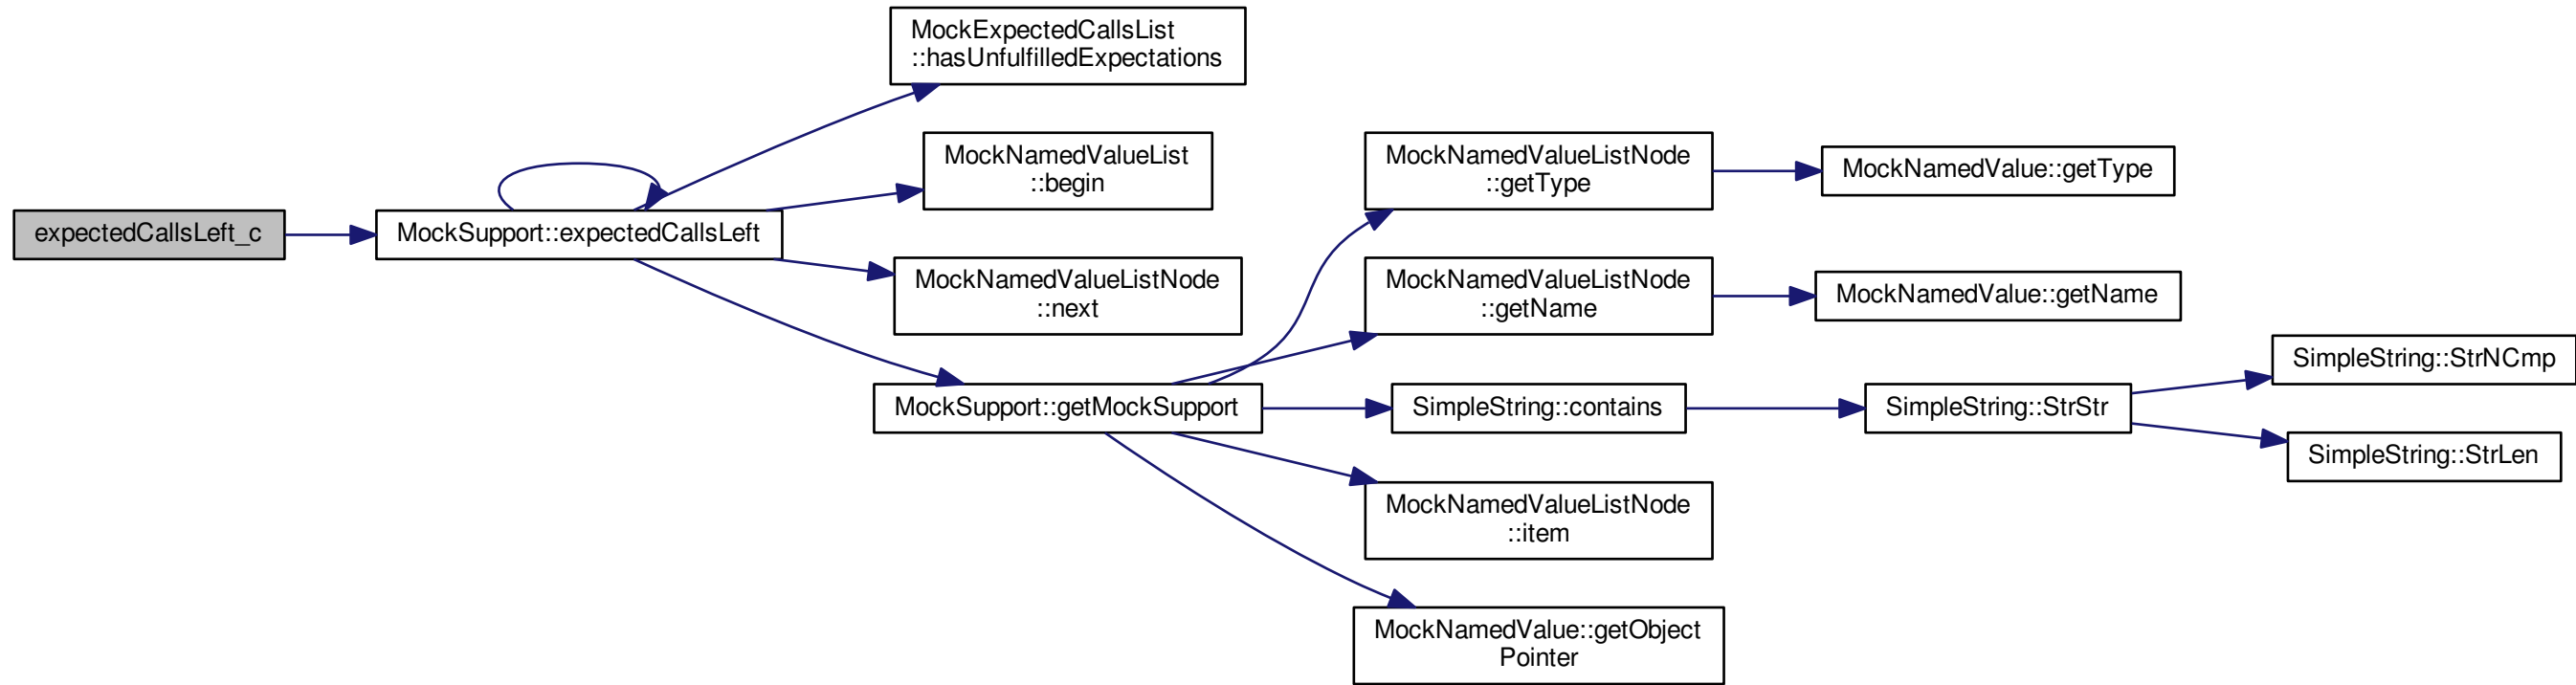 expectedCallsLeft_c
MockSupport::expectedCallsLeft
MockExpectedCallsList
::hasUnfulfilledExpectations
MockNamedValueList
::begin
MockNamedValueListNode
::next
MockSupport::getMockSupport
MockNamedValueListNode
::getType
MockNamedValueListNode
::getName
SimpleString::contains
MockNamedValueListNode
::item
MockNamedValue::getObject
Pointer
MockNamedValue::getType
MockNamedValue::getName
SimpleString::StrStr
SimpleString::StrNCmp
SimpleString::StrLen